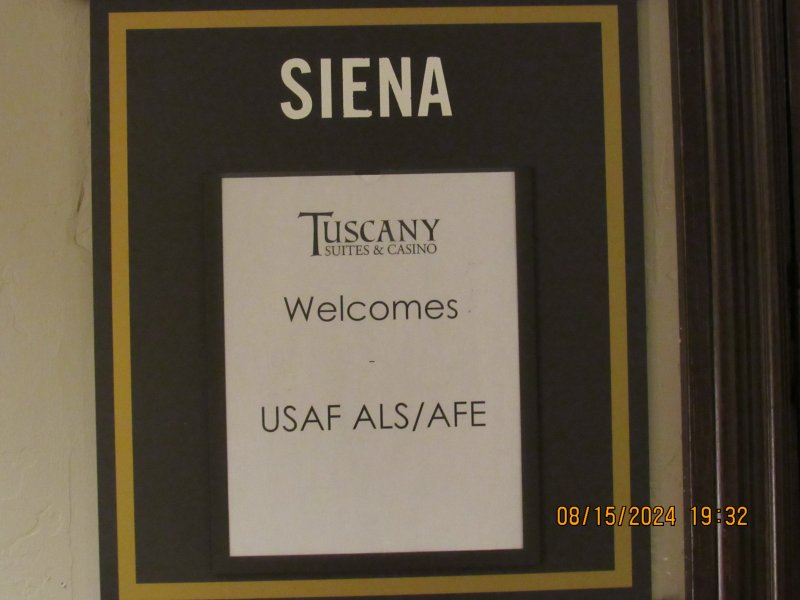 SIENA
TUSCANY
SUITES & CASINO
Welcomes
-
USAF ALS/AFE
08/15/2024 19:32